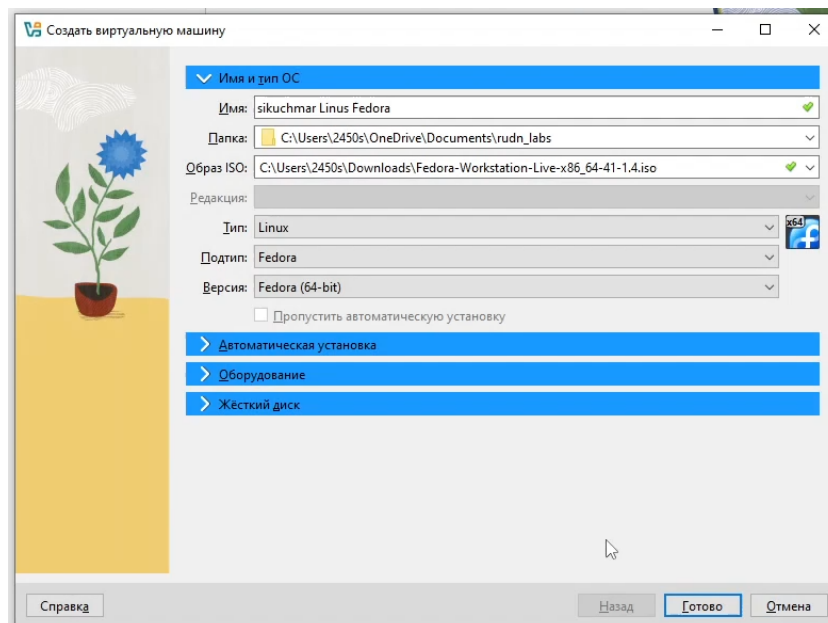 Создать виртуальную машину
Имя и тип ОС
Имя: sikuchmar Linus Fedora
Папка: C:\Users\2450s\OneDrive\Documents\rudn_labs
Образ ISO: C:\Users\2450s\Downloads\Fedora-Workstation-Live-x86_64-41-1.4.iso
Редакция:
Тип: Linux
x64
Подтип: Fedora
Версия: Fedora (64-bit)
Пропустить автоматическую установку
Автоматическая установка
Оборудование
Жёсткий диск
Справка Назад Готово Отмена